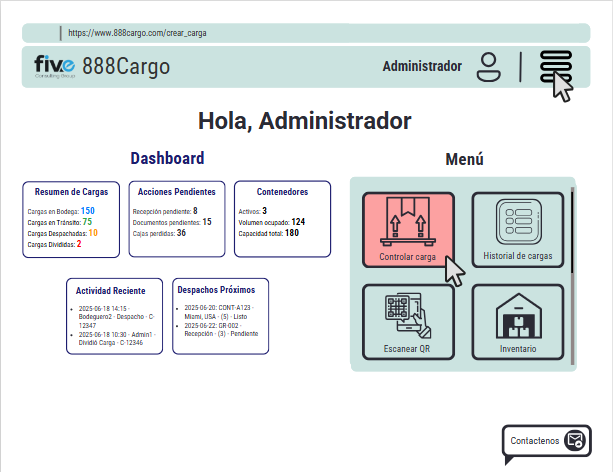 https://www.888cargo.com/crear_carga
five
Consulting Group
888Cargo
Administrador
Hola, Administrador
Dashboard
Menú
Resumen de Cargas
Cargas en Bodega: 150
Cargas en Tránsito: 75
Cargas Despachadas: 10
Cargas Divididas: 2
Acciones Pendientes
Recepción pendiente: 8
Documentos pendientes: 15
Cajas perdidas: 36
Contenedores
Activos: 3
Volumen ocupado: 124
Capacidad total: 180
Actividad Reciente
2025-06-18 14:15 -
Bodeguero2 - Despacho - C-
12347
2025-06-18 10:30 - Admin1 -
Dividió Carga - C-12346
Despachos Próximos
2025-06-20: CONT-A123 -
Miami, USA - (5) - Listo
2025-06-22: GR-002 -
Recepción - (3) - Pendiente
Controlar carga
Historial de cargas
Escanear QR
Inventario
Contactenos